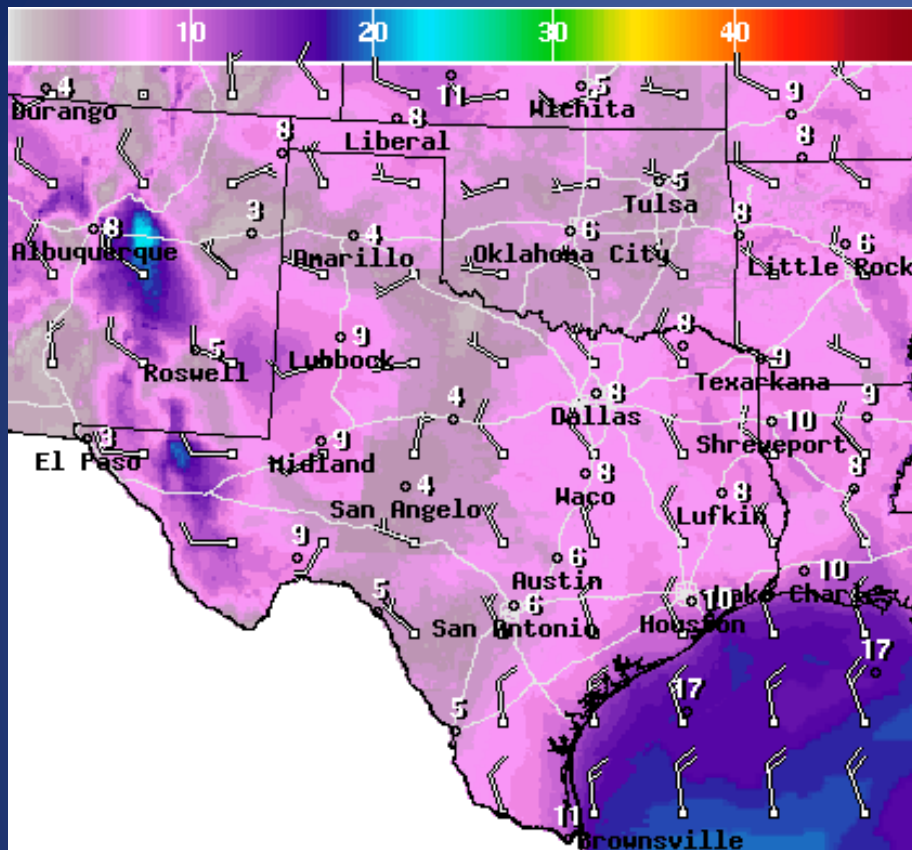 10 20 30 40
4 11 5 9
Durango Wichita
8 8 8
Liberal
5
Tulsa
8 3 4 6 8 6
Albuquerque Amarillo Oklahoma City Little Rock
9 8
5 9
Roswell Lubbock Texarkana
8
Dallas
4 10 9
3 9 Shreveport
El Paso Midland
4 8 8 8
San Angelo Waco Lufkin
9 6 10
Austin
5 6 10 Lake Charles
San Antonio Houston
17
17
5
11
Brownsville